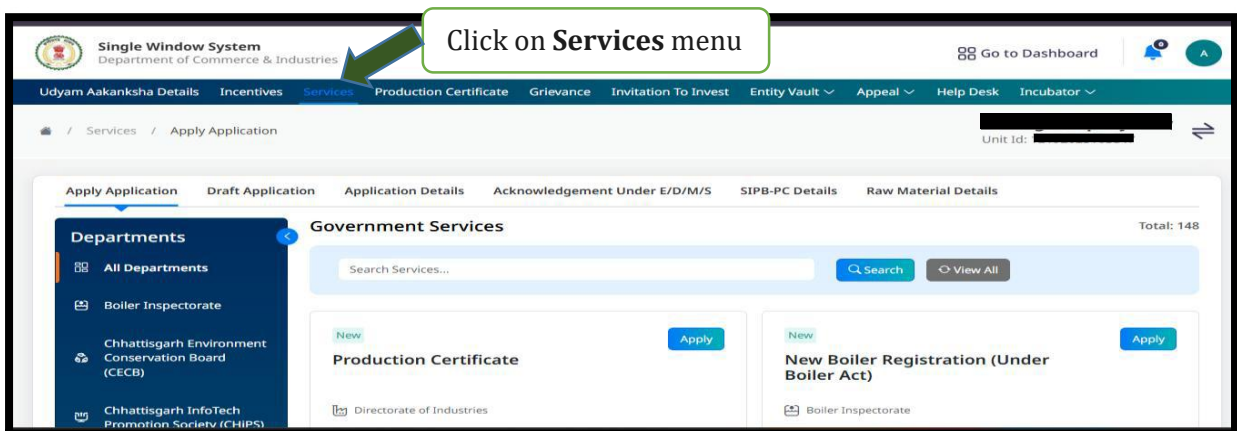 Click on Services menu
Single Window System
Department of Commerce & Industries
Go to Dashboard
0
A
Udyam Aakanksha Details Incentives Services Production Certificate Grievance Invitation To Invest Entity Vault Appeal Help Desk Incubator
/ Services / Apply Application
Unit Id:
Apply Application Draft Application Application Details Acknowledgement Under E/D/M/S SIPB-PC Details Raw Material Details
Departments
All Departments
Boiler Inspectorate
Chhattisgarh Environment
Conservation Board
(CECB)
Chhattisgarh InfoTech
Promotion Society (CHiPS)
Government Services
Total: 148
Search Services...
Search
View All
New
Apply
Production Certificate
Directorate of Industries
New
Apply
New Boiler Registration (Under
Boiler Act)
Boiler Inspectorate